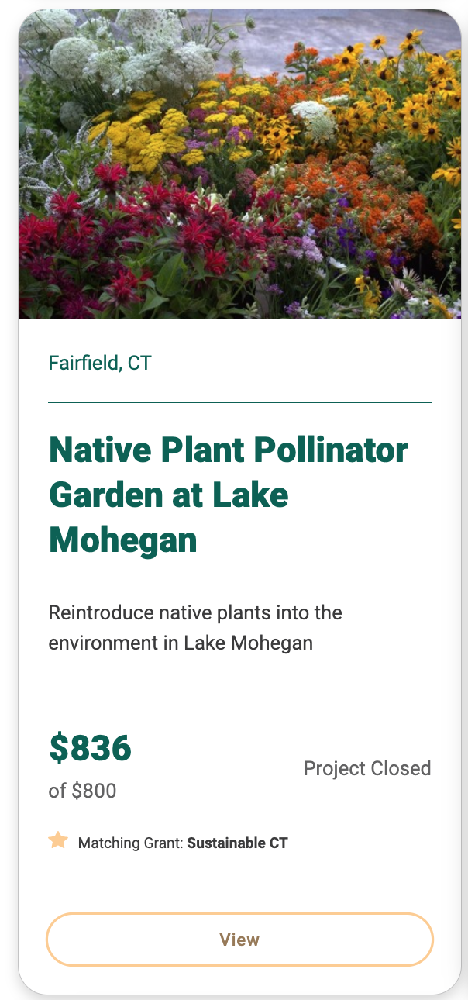 Fairfield, CT
Native Plant Pollinator
Garden at Lake
Mohegan
Reintroduce native plants into the
environment in Lake Mohegan
$836
of $800
Project Closed
Matching Grant: Sustainable CT
View